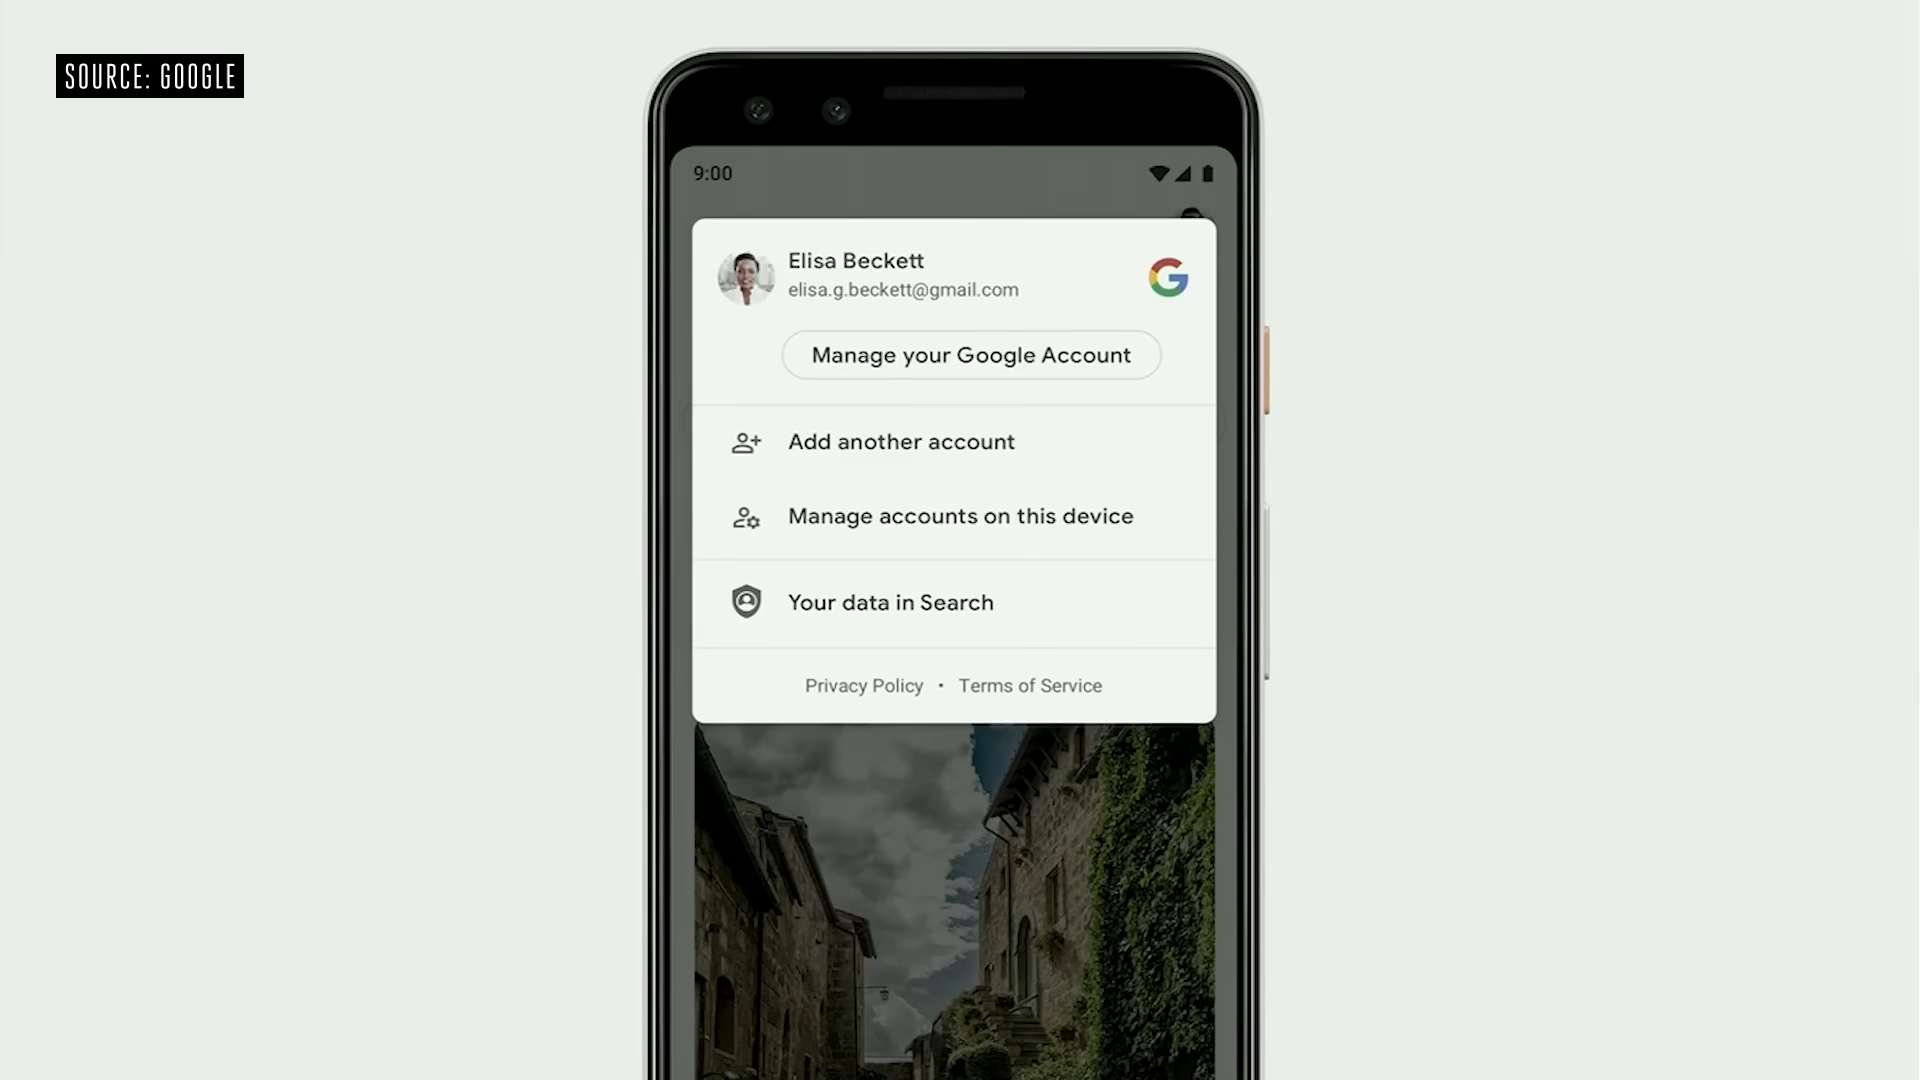 SOURCE: GOOGLE
9:00
Elisa Beckett
elisa.g.beckett@gmail.com
Manage your Google Account
Add another account
Manage accounts on this device
Your data in Search
Privacy Policy • Terms of Service